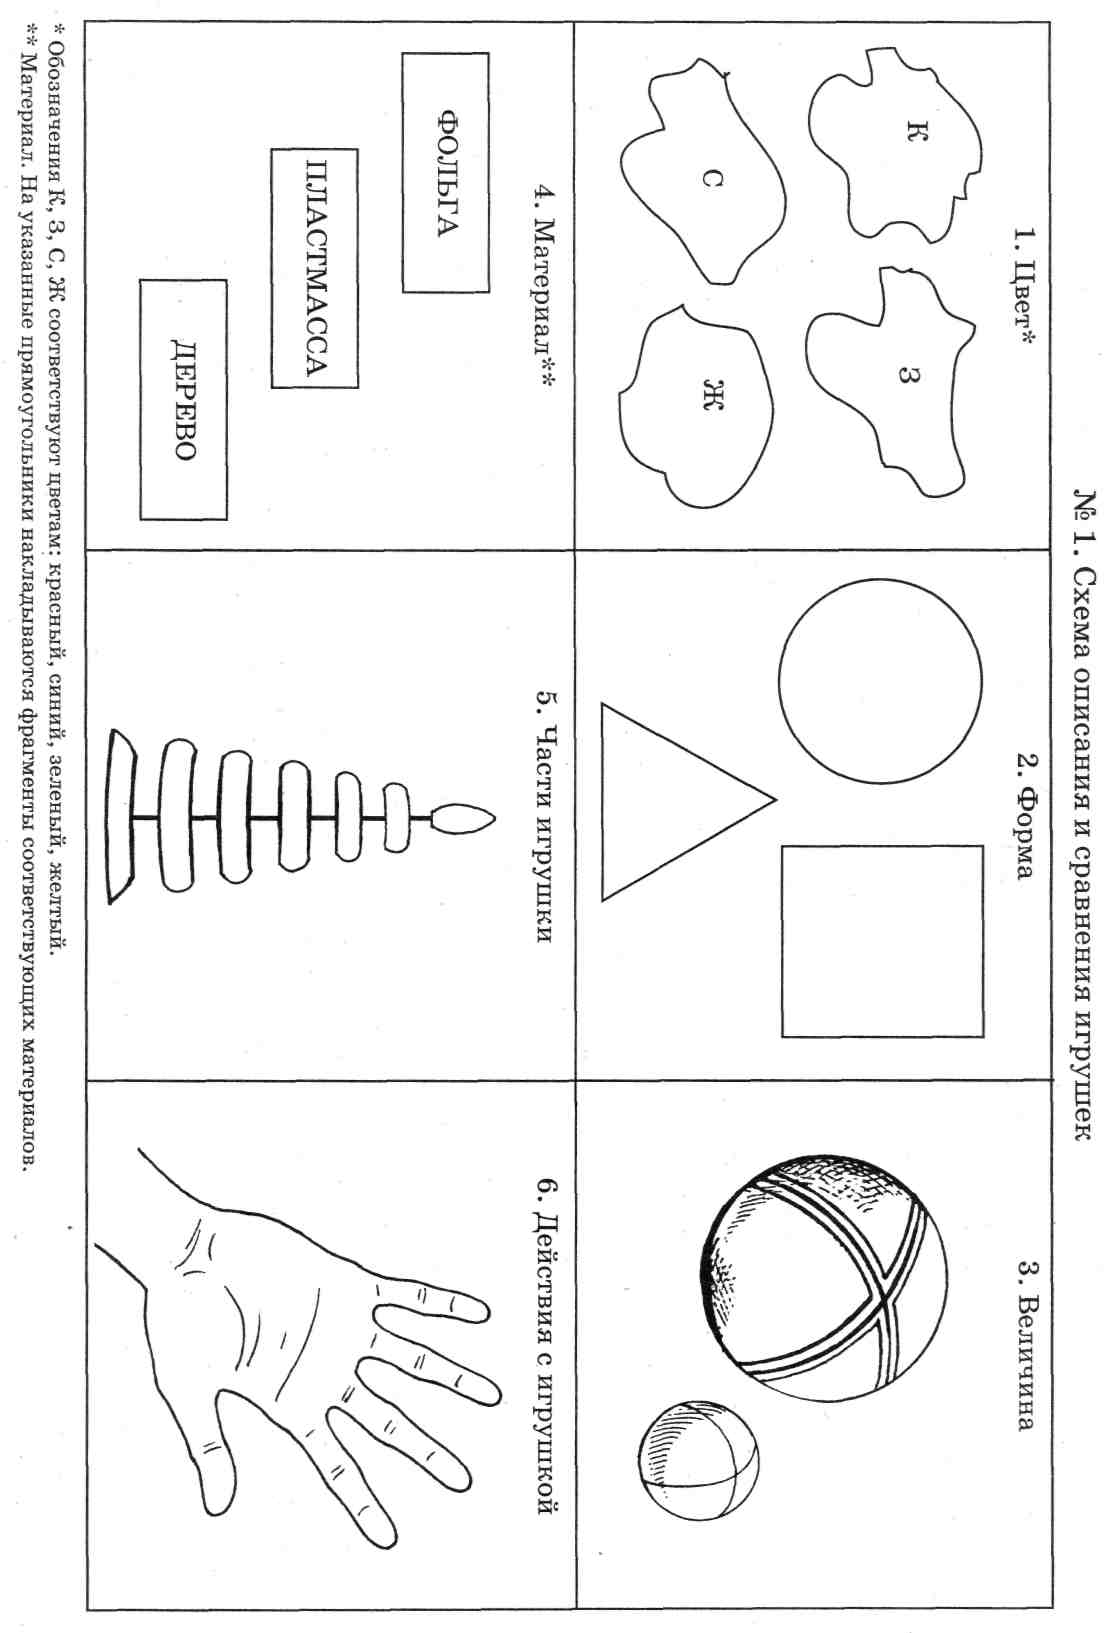 № 1. Схема описания и сравнения игрушек
1. Цвет*
К
З
С
Ж
2. Форма
3. Величина
4. Материал**
ФОЛЬГА
ПЛАСТМАССА
ДЕРЕВО
5. Части игрушки
6. Действия с игрушкой
* Обозначения К, З, С, Ж соответствуют цветам: красный, синий, зеленый, желтый.
** Материал. На указанные прямоугольники накладываются фрагменты соответствующих материалов.